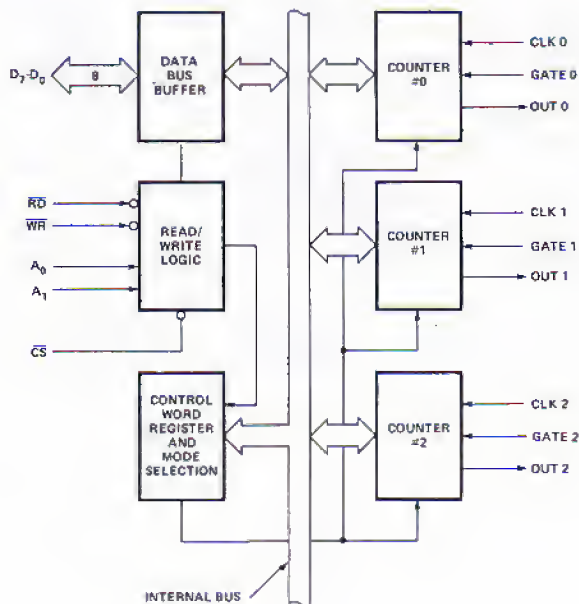 D7-D0
8
DATA
BUS
BUFFER
COUNTER
#0
CLK 0
GATE 0
OUT 0
RD
WR
A0
A1
CS
READ/
WRITE
LOGIC
COUNTER
#1
CLK 1
GATE 1
OUT 1
CONTROL
WORD
REGISTER
AND
MODE
SELECTION
COUNTER
#2
CLK 2
GATE 2
OUT 2
INTERNAL BUS